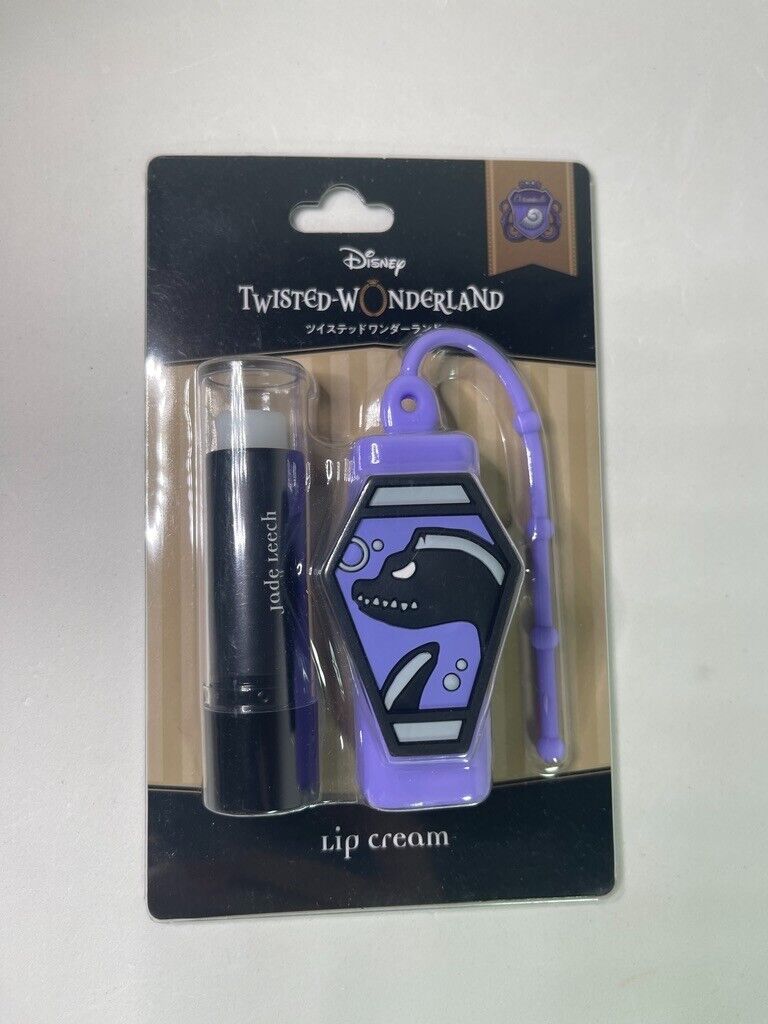 Disney
TWISTED-WONDERLAND
ツイステッドワンダーランド
Jade Leech
Lip cream